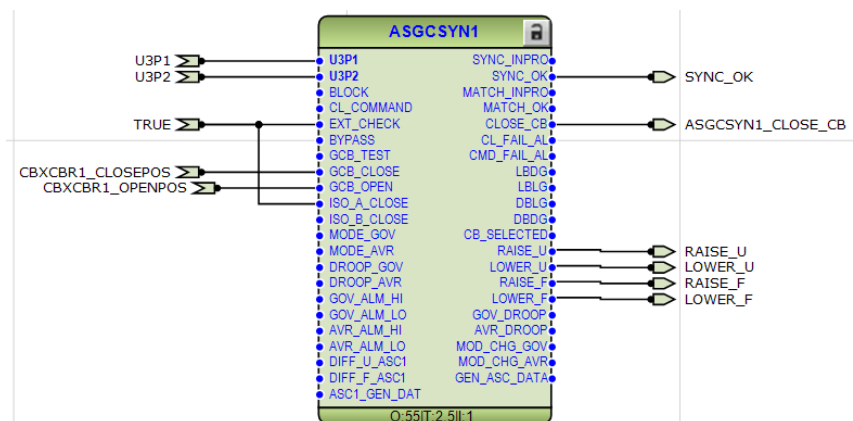 ASGCSYN1
U3P1 U3P1 SYNC_INPRO
U3P2 U3P2 SYNC_OK SYNC_OK
BLOCK MATCH_INPRO
CL_COMMAND MATCH_OK
TRUE EXT_CHECK CLOSE_CB ASGCSYN1_CLOSE_CB
BYPASS CL_FAIL_AL
GCB_TEST CMD_FAIL_AL
CBXCBR1_CLOSEPOS GCB_CLOSE LBDG
CBXCBR1_OPENPOS GCB_OPEN LBLG
ISO_A_CLOSE DBLG
ISO_B_CLOSE DBDG
MODE_GOV CB_SELECTED
MODE_AVR RAISE_U RAISE_U
DROOP_GOV LOWER_U LOWER_U
DROOP_AVR RAISE_F RAISE_F
GOV_ALM_HI LOWER_F LOWER_F
GOV_ALM_LO GOV_DROOP
AVR_ALM_HI AVR_DROOP
AVR_ALM_LO MOD_CHG_GOV
DIFF_U_ASC1 MOD_CHG_AVR
DIFF_F_ASC1 GEN_ASC_DATA
ASC1_GEN_DAT
O:55|T:2.5|I:1